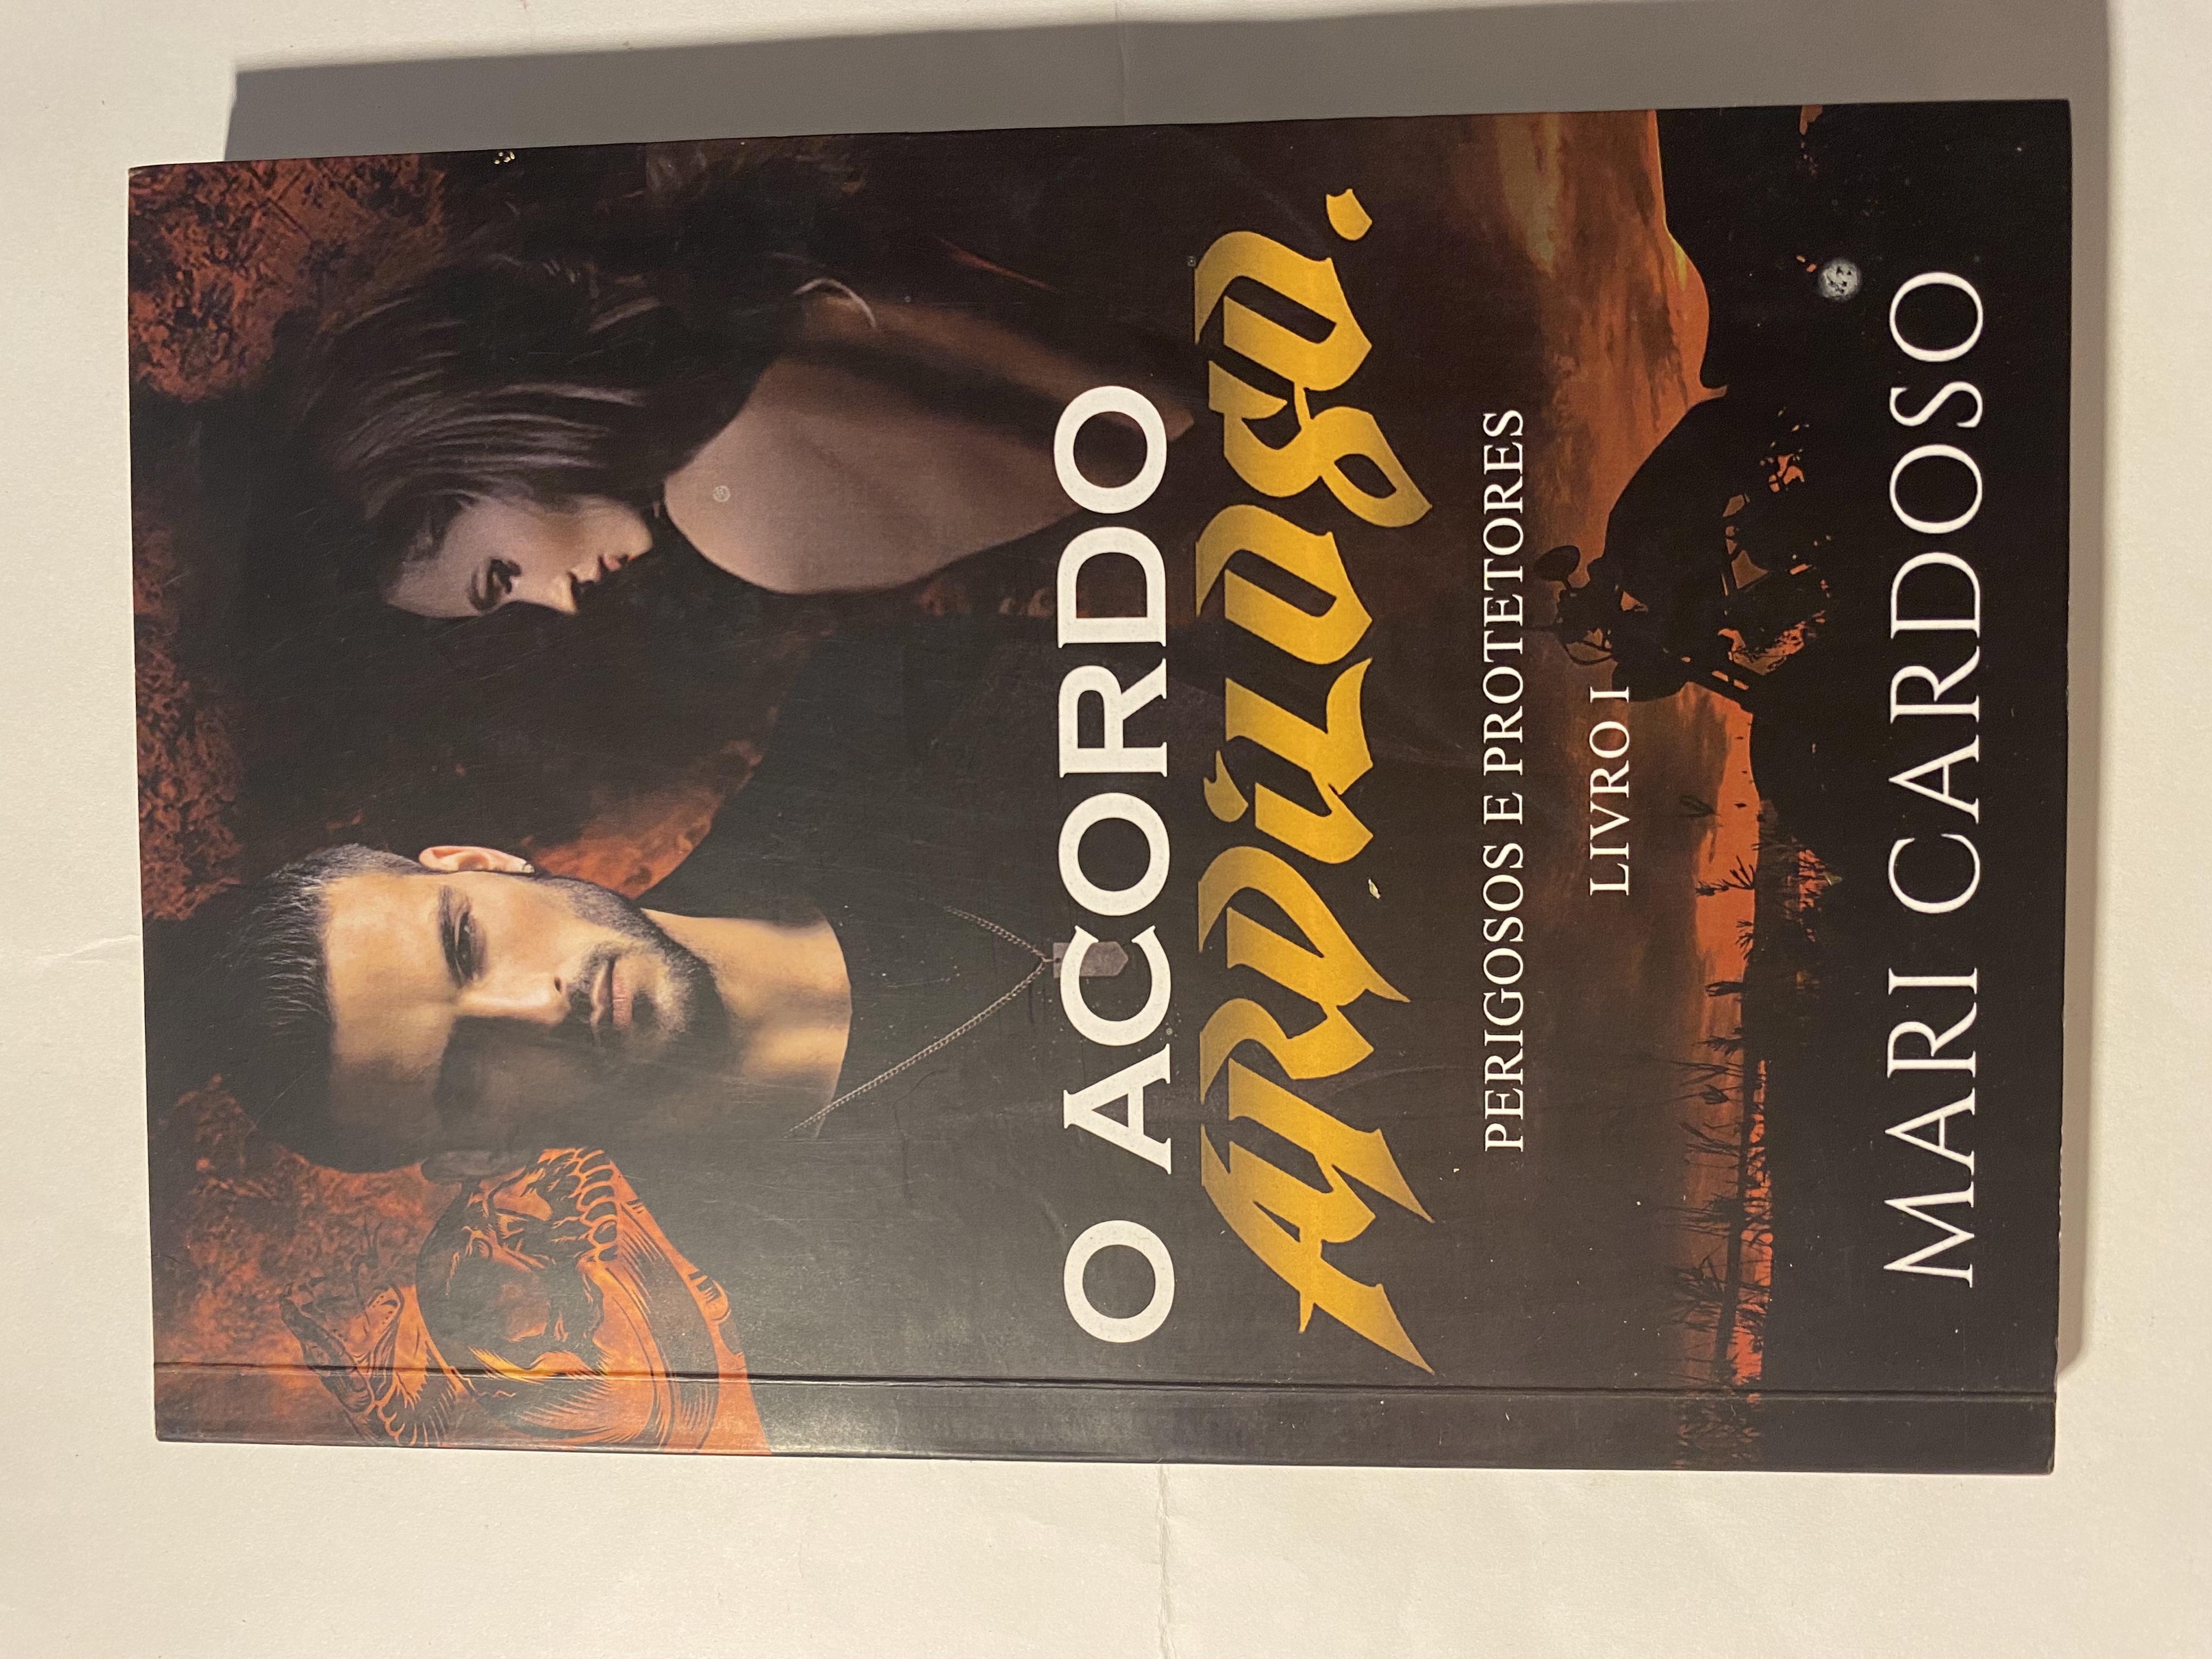 O ACORDO
ARDiLOSO.
PERIGOSOS E PROTETORES
LIVRO I
MARI CARDOSO